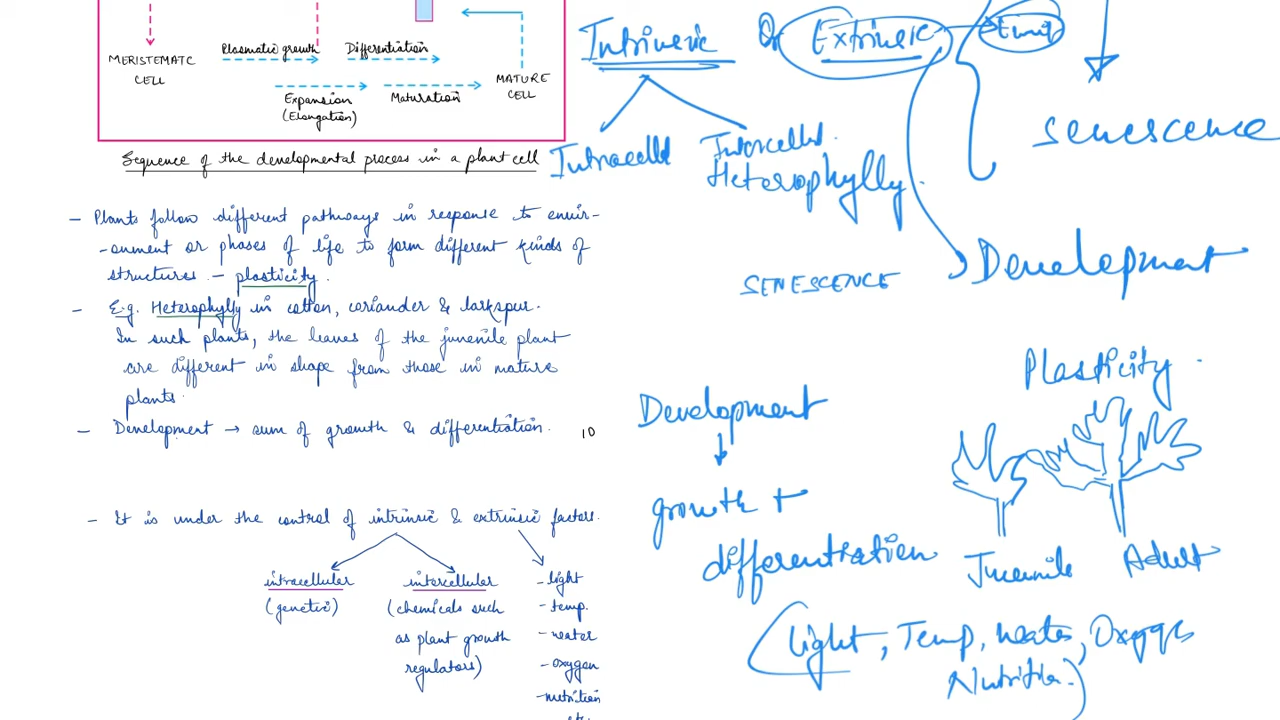 MERISTEMATC
CELL
Plasmatic growth
Differentiation
Expansion
(Elongation)
Maturation
MATURE
CELL
Sequence of the developmental process in a plant cell
- Plants follow different pathways in response to envir-
-onment or phases of life to form different kinds of
structures - plasticity.
- E.g. Heterophylly in cotton, coriander & larkspur.
In such plants, the leaves of the juvenile plant
are different in shape from those in mature
plants.
- Development → sum of growth & differentiation.
10
- It is under the control of intrinsic & extrinsic factors.
intracellular
(genetic)
intercellular
(chemicals such
as plant growth
regulators)
- light
- temp.
- water
- oxygen
- nutrition
etc
Intrinsic Or Extrinsic
Senescence
Heterophylly.
SENESCENCE
Development
Plasticity.
Development
↓
growth +
differentiation
Juvenile Adult
(light, Temp, water, Oxygen
Nutrition.)